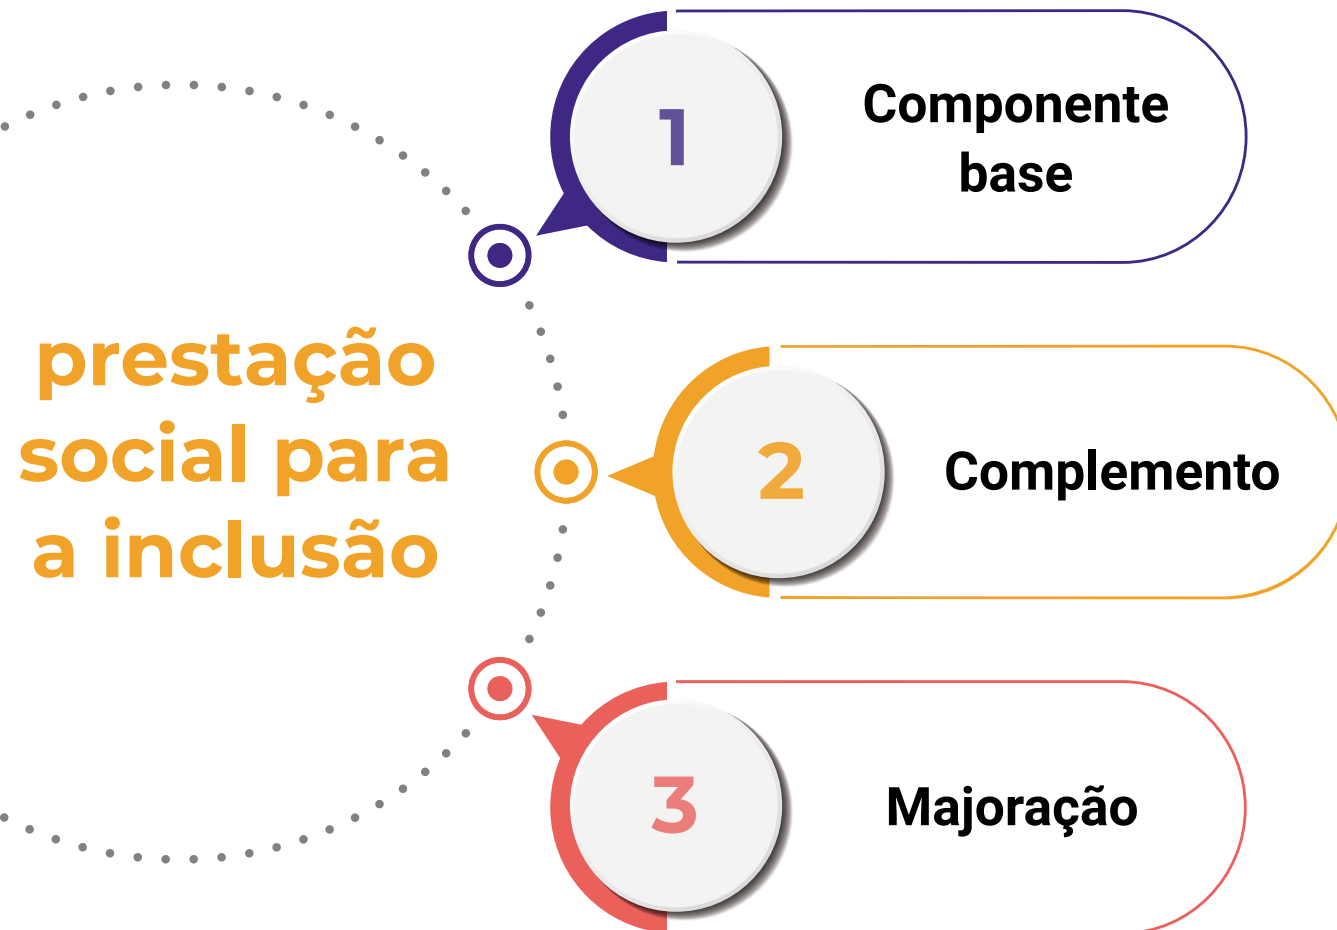 prestação
social para
a inclusão
1
Componente
base
2
Complemento
3
Majoração